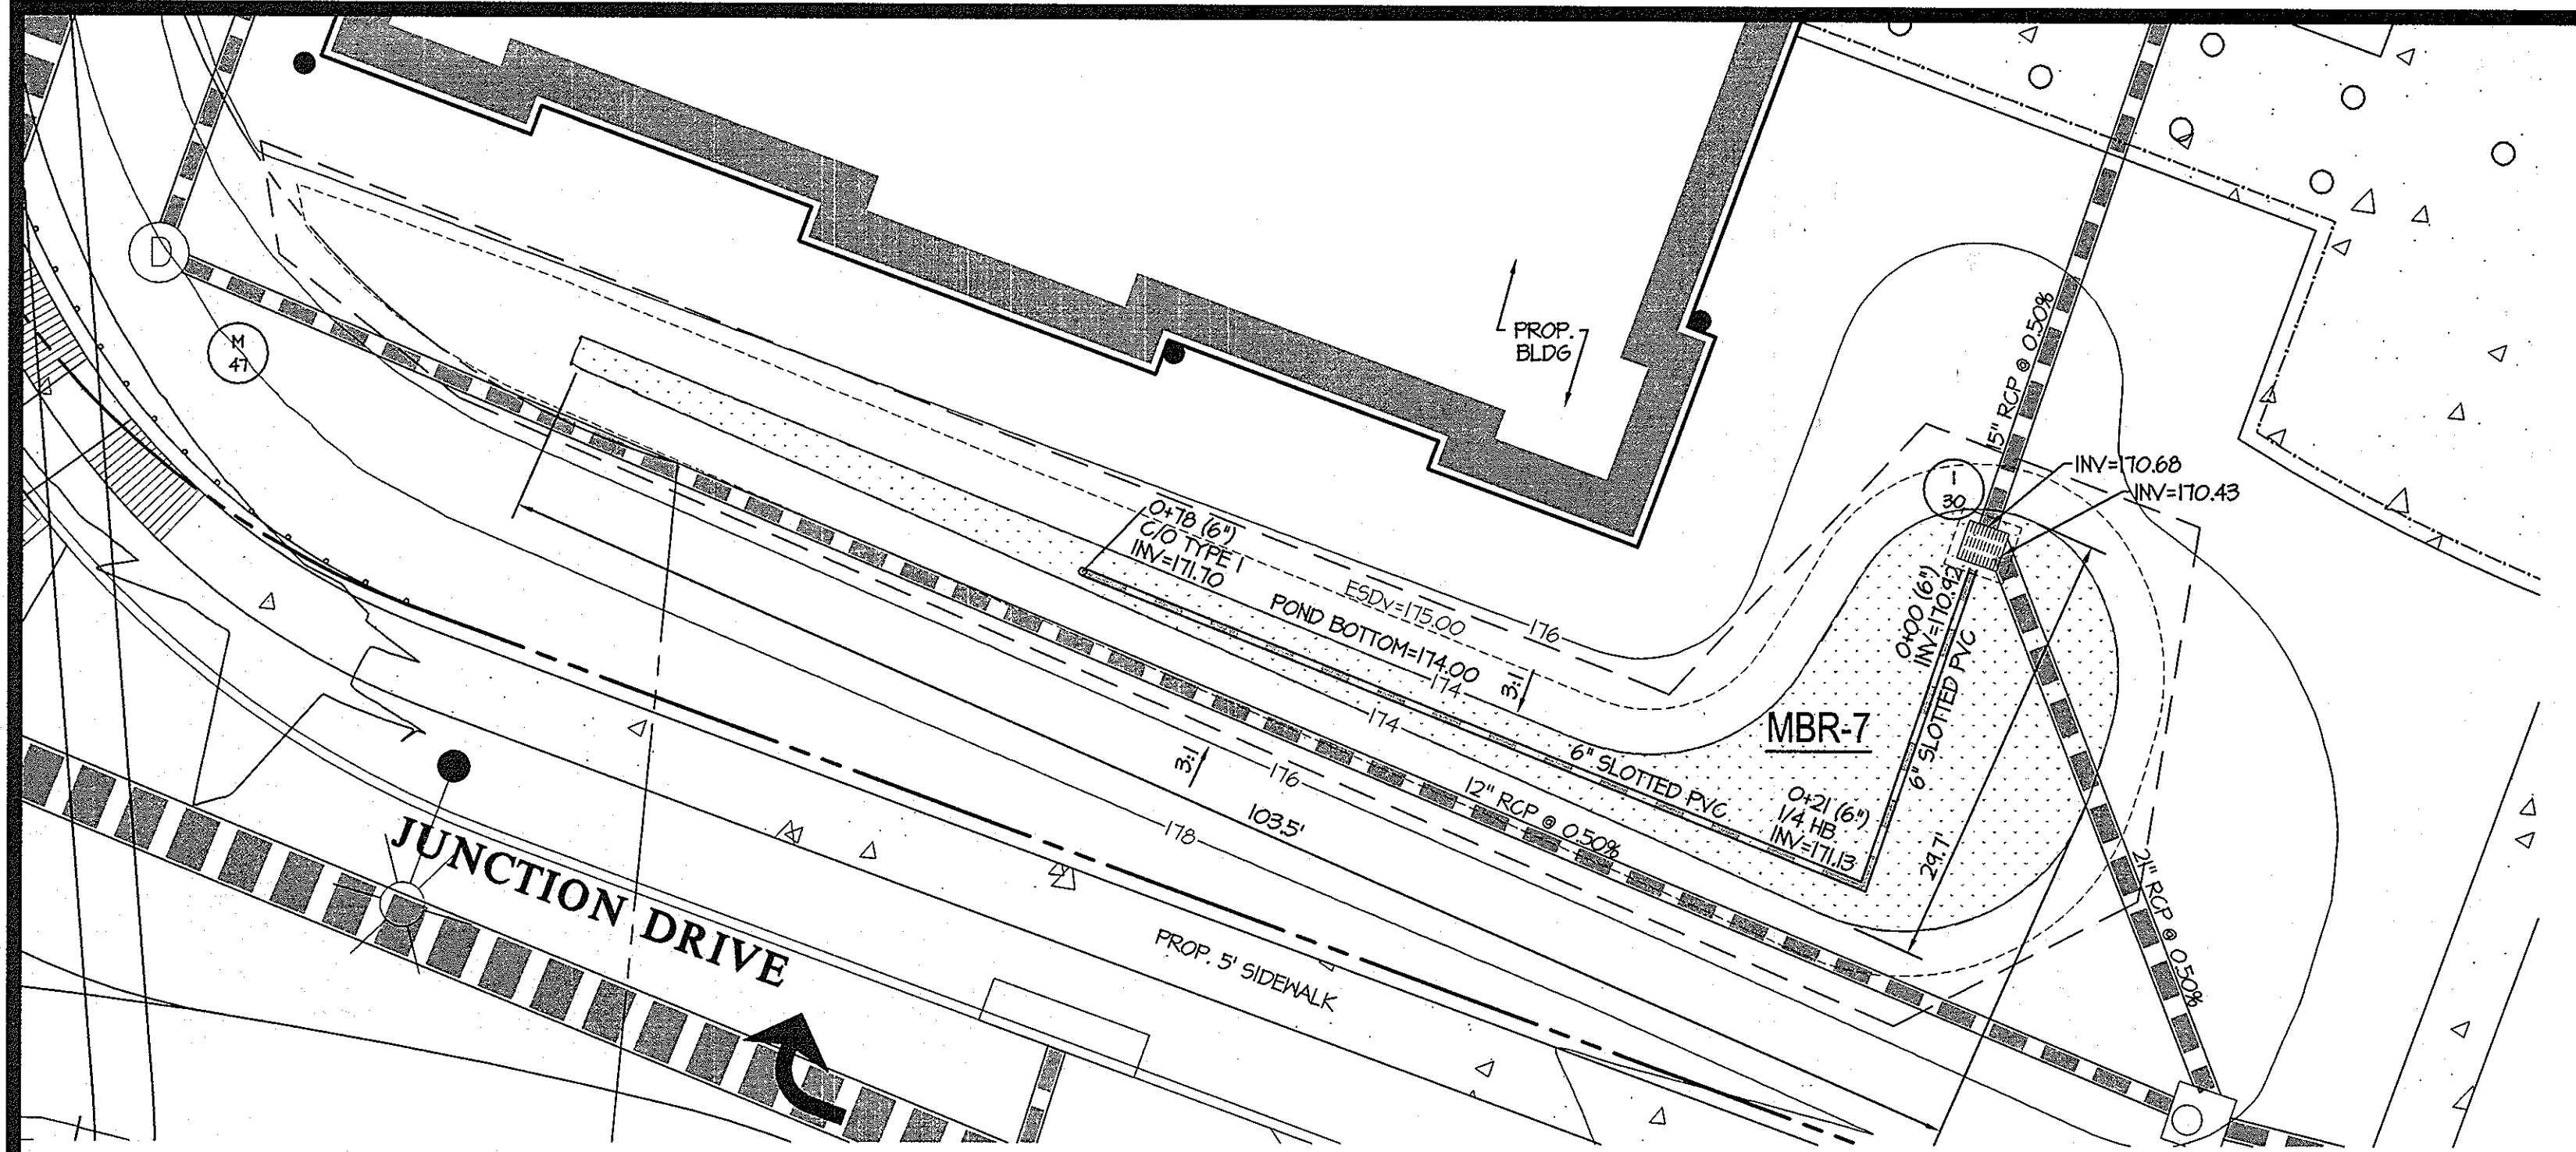 D
M
47
PROP.
BLDG
15" RCP @ 0.50%
1
30
INV=170.68
INV=170.43
0+78 (6")
C/O TYPE 1
INV=171.70
ESDv=175.00
176
POND BOTTOM=174.00
174
3:1
0+00 (6")
INV=170.92
6" SLOTTED PVC
MBR-7
174
6" SLOTTED PVC
3:1
176
12" RCP @ 0.50%
0+21 (6")
1/4 HB
INV=171.13
29.7'
103.5'
178
21" RCP @ 0.50%
JUNCTION DRIVE
PROP. 5' SIDEWALK